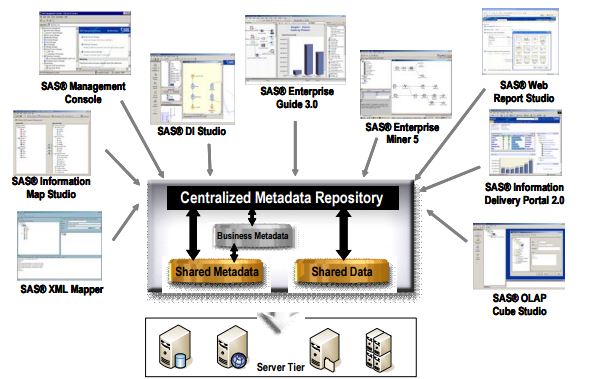 SAS® Management
Console
SAS® DI Studio
SAS® Enterprise
Guide 3.0
SAS® Enterprise
Miner 5
SAS® Web
Report Studio
SAS® Information
Map Studio
SAS® Information
Delivery Portal 2.0
SAS® XML Mapper
SAS® OLAP
Cube Studio
Centralized Metadata Repository
Business Metadata
Shared Metadata
Shared Data
Server Tier